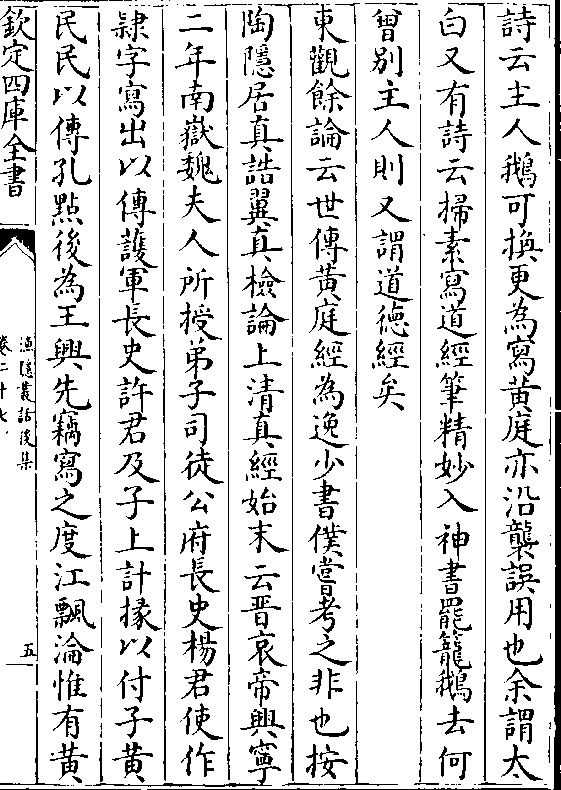 詩云主人鵝可換更為寫黃庭亦沿襲誤用也余謂太
白又有詩云掃素寫道經筆精妙入神書罷籠鵝去何
曾別主人則又謂道德經矣
東觀餘論云世傳黃庭經為逸少書僕嘗考之非也按
陶隱居真誥翼真檢論上清真經始末云晉哀帝興寧
二年南嶽魏夫人所授弟子司徒公府長史楊君使作
隸字寫出以傳護軍長史許君及子上計掾掾以付子黃
民民以傳孔默後為王興先竊寫之度江飄淪惟有黃
欽定四庫全書
漁隱叢話後集
卷二十七
五